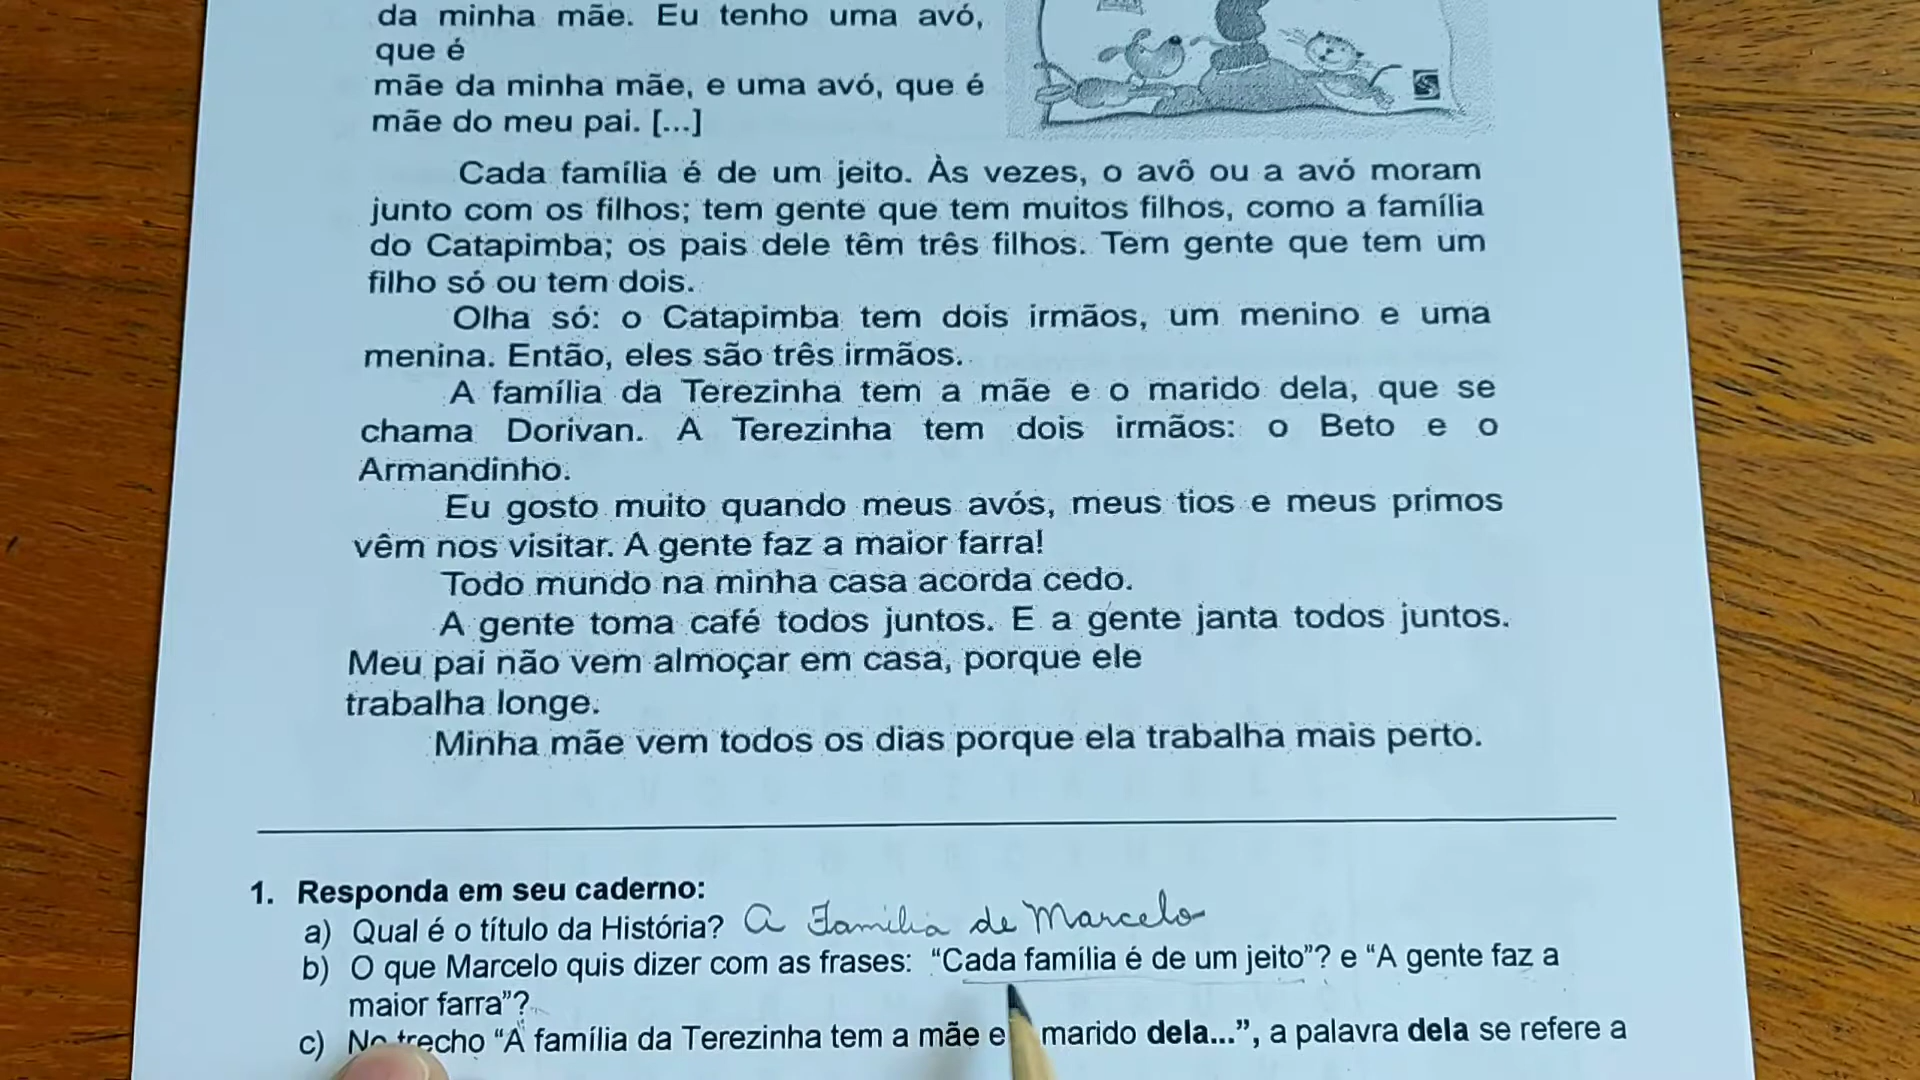 da minha mãe. Eu tenho uma avó,
que é
mãe da minha mãe, e uma avó, que é
mãe do meu pai. [...]
Cada família é de um jeito. Às vezes, o avô ou a avó moram
junto com os filhos; tem gente que tem muitos filhos, como a família
do Catapimba; os pais dele têm três filhos. Tem gente que tem um
filho só ou tem dois.
Olha só: o Catapimba tem dois irmãos, um menino e uma
menina. Então, eles são três irmãos.
A família da Terezinha tem a mãe e o marido dela, que se
chama Dorivan. A Terezinha tem dois irmãos: o Beto e o
Armandinho.
Eu gosto muito quando meus avós, meus tios e meus primos
vêm nos visitar. A gente faz a maior farra!
Todo mundo na minha casa acorda cedo.
A gente toma café todos juntos. E a gente janta todos juntos.
Meu pai não vem almoçar em casa, porque ele
trabalha longe.
Minha mãe vem todos os dias porque ela trabalha mais perto.
1. Responda em seu caderno:
a) Qual é o título da História? A Familia de Marcelo
b) O que Marcelo quis dizer com as frases: “Cada família é de um jeito”? e “A gente faz a
maior farra”?
c) No trecho “A família da Terezinha tem a mãe e marido dela...”, a palavra dela se refere a